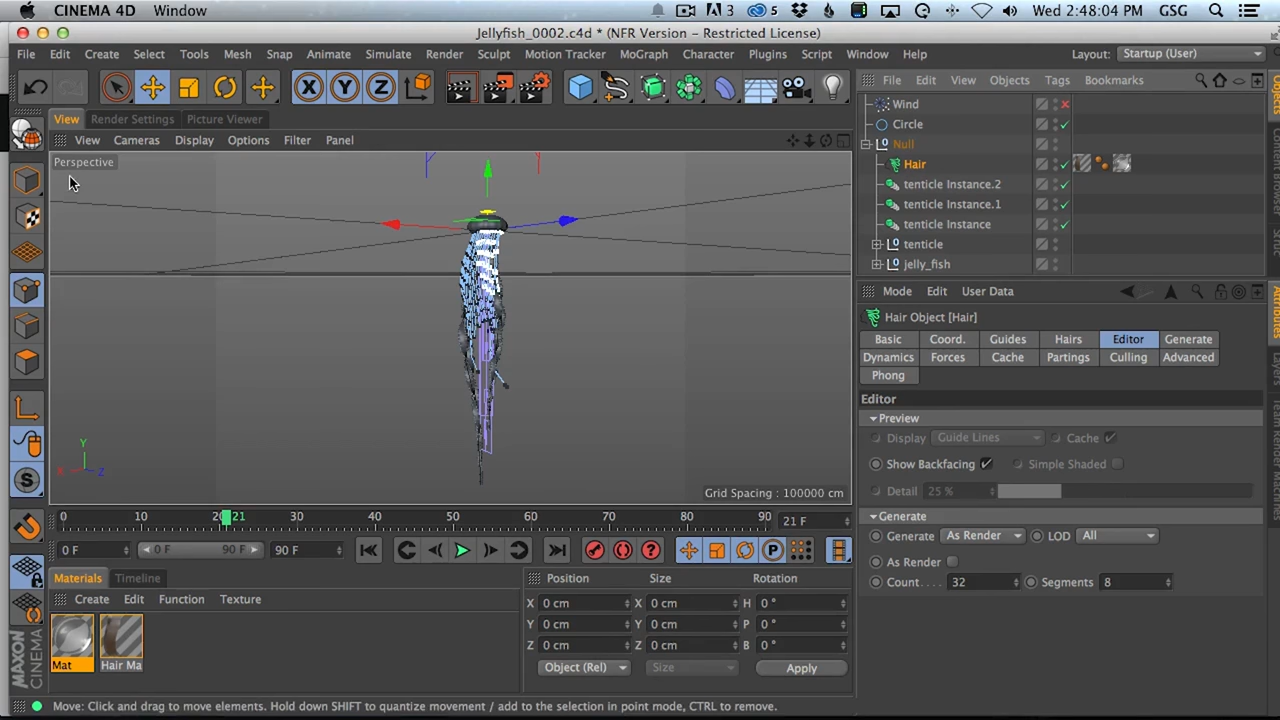 CINEMA 4D Window 3 5 Wed 2:48:04 AM GSG
Jellyfish_0002.c4d * (NFR Version - Restricted License)
File Edit Create Select Tools Mesh Snap Animate Simulate Render Sculpt Motion Tracker MoGraph Character Plugins Script Window Help Layout: Startup (User)
X Y Z
File Edit View Objects Tags Bookmarks
View Render Settings Picture Viewer
View Cameras Display Options Filter Panel
Perspective
Wind
Circle
Null
Hair
tenticle Instance.2
tenticle Instance.1
tenticle Instance
tenticle
jelly_fish
Mode Edit User Data
Hair Object [Hair]
Basic Coord. Guides Hairs Editor Generate
Dynamics Forces Cache Partings Culling Advanced
Phong
Editor
Preview
Display Guide Lines Cache
Show Backfacing Simple Shaded
Detail 25 %
Generate
Generate As Render LOD All
As Render
Count . . . . 32 Segments 8
Y
X Z
Grid Spacing : 100000 cm
0 10 20 21 30 40 50 60 70 80 90 21 F
0 F 0 F 90 F 90 F
Materials Timeline
Create Edit Function Texture
Mat Hair Ma
Position Size Rotation
X 0 cm X 0 cm H 0 °
Y 0 cm Y 0 cm P 0 °
Z 0 cm Z 0 cm B 0 °
Object (Rel) Size Apply
MAXON CINEMA 4D
Move: Click and drag to move elements. Hold down SHIFT to quantize movement / add to the selection in point mode, CTRL to remove.